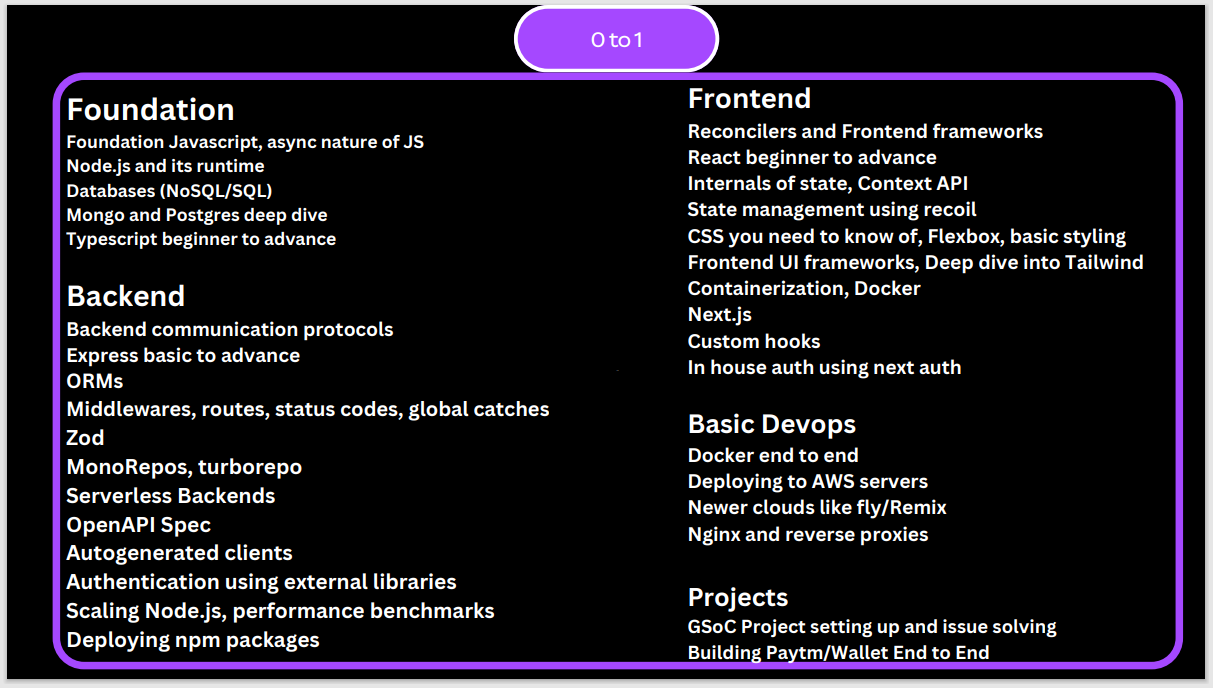 0 to 1
Foundation
Foundation Javascript, async nature of JS
Node.js and its runtime
Databases (NoSQL/SQL)
Mongo and Postgres deep dive
Typescript beginner to advance
Backend
Backend communication protocols
Express basic to advance
ORMs
Middlewares, routes, status codes, global catches
Zod
MonoRepos, turborepo
Serverless Backends
OpenAPI Spec
Autogenerated clients
Authentication using external libraries
Scaling Node.js, performance benchmarks
Deploying npm packages
Frontend
Reconcilers and Frontend frameworks
React beginner to advance
Internals of state, Context API
State management using recoil
CSS you need to know of, Flexbox, basic styling
Frontend UI frameworks, Deep dive into Tailwind
Containerization, Docker
Next.js
Custom hooks
In house auth using next auth
Basic Devops
Docker end to end
Deploying to AWS servers
Newer clouds like fly/Remix
Nginx and reverse proxies
Projects
GSoC Project setting up and issue solving
Building Paytm/Wallet End to End